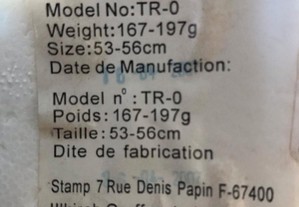 Model No:TR-0
Weight:167-197g
Size:53-56cm
Date de Manufaction:
Model n°:TR-0
Poids:167-197g
Taille:53-56cm
Dite de fabrication
Stamp 7 Rue Denis Papin F-67400